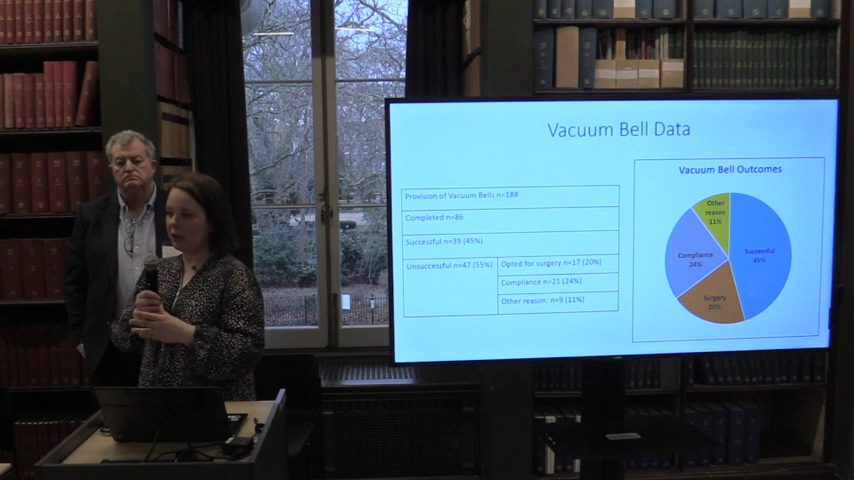 Vacuum Bell Data
Provision of Vacuum Bells n=188
Completed n=86
Successful n=39 (45%)
Unsuccessful n=47 (55%)
Opted for surgery n=17 (20%)
Compliance n=21 (24%)
Other reason: n=9 (11%)
Vacuum Bell Outcomes
Other
reason
11%
Successful
45%
Compliance
24%
Surgery
20%